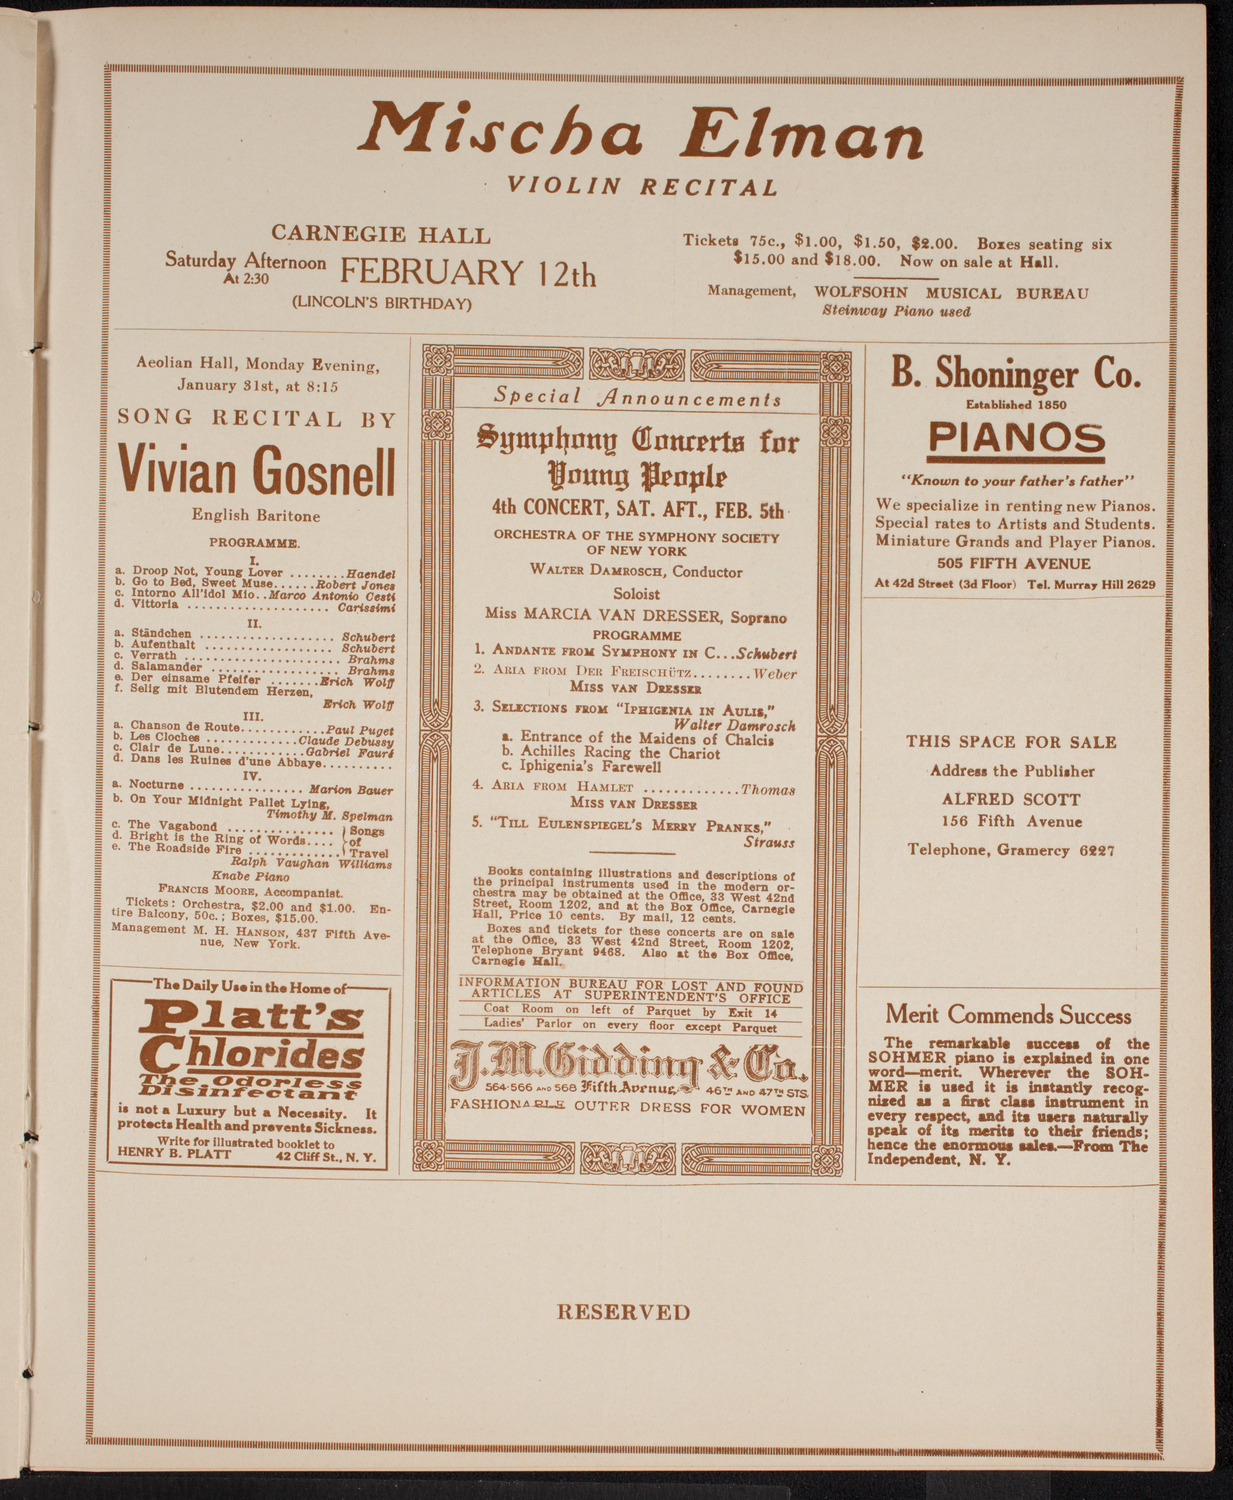 Mischa Elman
VIOLIN RECITAL
CARNEGIE HALL
Saturday Afternoon
At 2:30
FEBRUARY 12th
(LINCOLN'S BIRTHDAY)
Tickets 75c., $1.00, $1.50, $2.00. Boxes seating six
$15.00 and $18.00. Now on sale at Hall.
Management, WOLFSOHN MUSICAL BUREAU
Steinway Piano used
Aeolian Hall, Monday Evening,
January 31st, at 8:15
SONG RECITAL BY
Vivian Gosnell
English Baritone
PROGRAMME.
I.
a. Droop Not, Young Lover ........Haendel
b. Go to Bed, Sweet Muse......Robert Jones
c. Intorno All'idol Mio..Marco Antonio Cesti
d. Vittoria ................... Carissimi
II.
a. Ständchen .................. Schubert
b. Aufenthalt ................. Schubert
c. Verrath ..................... Brahms
d. Salamander ................. Brahms
e. Der einsame Pfeifer .......Erich Wolff
f. Selig mit Blutendem Herzen,
Erich Wolff
III.
a. Chanson de Route...........Paul Puget
b. Les Cloches ............Claude Debussy
c. Clair de Lune............Gabriel Fauré
d. Dans les Ruines d'une Abbaye..........
IV.
a. Nocturne ............... Marion Bauer
b. On Your Midnight Pallet Lying,
Timothy M. Spelman
c. The Vagabond .............. } Songs
d. Bright is the Ring of Words.... } of
e. The Roadside Fire ............. } Travel
Ralph Vaughan Williams
Knabe Piano
FRANCIS MOORE, Accompanist.
Tickets: Orchestra, $2.00 and $1.00. En-
tire Balcony, 50c.; Boxes, $15.00.
Management M. H. HANSON, 437 Fifth Ave-
nue, New York.
The Daily Use in the Home of
Platt's
Chlorides
The Odorless
Disinfectant
is not a Luxury but a Necessity. It
protects Health and prevents Sickness.
Write for illustrated booklet to
HENRY B. PLATT 42 Cliff St., N. Y.
Special Announcements
Symphony Concerts for
Young People
4th CONCERT, SAT. AFT., FEB. 5th
ORCHESTRA OF THE SYMPHONY SOCIETY
OF NEW YORK
WALTER DAMROSCH, Conductor
Soloist
Miss MARCIA VAN DRESSER, Soprano
PROGRAMME
1. ANDANTE FROM SYMPHONY IN C...Schubert
2. ARIA FROM DER FREISCHÜTZ........Weber
MISS VAN DRESSER
3. SELECTIONS FROM "IPHIGENIA IN AULIS,"
Walter Damrosch
a. Entrance of the Maidens of Chalcis
b. Achilles Racing the Chariot
c. Iphigenia's Farewell
4. ARIA FROM HAMLET ............Thomas
MISS VAN DRESSER
5. "TILL EULENSPIEGEL'S MERRY PRANKS,"
Strauss
Books containing illustrations and descriptions of
the principal instruments used in the modern or-
chestra may be obtained at the Office, 33 West 42nd
Street, Room 1202, and at the Box Office, Carnegie
Hall, Price 10 cents. By mail, 12 cents.
Boxes and tickets for these concerts are on sale
at the Office, 33 West 42nd Street, Room 1202,
Telephone Bryant 9468. Also at the Box Office,
Carnegie Hall.
INFORMATION BUREAU FOR LOST AND FOUND
ARTICLES AT SUPERINTENDENT'S OFFICE
Coat Room on left of Parquet by Exit 14
Ladies' Parlor on every floor except Parquet
J.M. Gidding & Co.
564-566 AND 568 Fifth Avenue, 46TH AND 47TH STS.
FASHIONABLE OUTER DRESS FOR WOMEN
B. Shoninger Co.
Established 1850
PIANOS
"Known to your father's father"
We specialize in renting new Pianos.
Special rates to Artists and Students.
Miniature Grands and Player Pianos.
505 FIFTH AVENUE
At 42d Street (3d Floor) Tel. Murray Hill 2629
THIS SPACE FOR SALE
Address the Publisher
ALFRED SCOTT
156 Fifth Avenue
Telephone, Gramercy 6227
Merit Commends Success
The remarkable success of the
SOHMER piano is explained in one
word—merit. Wherever the SOH-
MER is used it is instantly recog-
nized as a first class instrument in
every respect, and its users naturally
speak of its merits to their friends;
hence the enormous sales.—From The
Independent, N. Y.
RESERVED